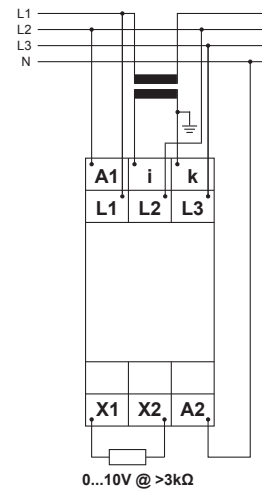 L1
L2
L3
N
A1 i k
L1 L2 L3
X1 X2 A2
0...10V @ >3kΩ